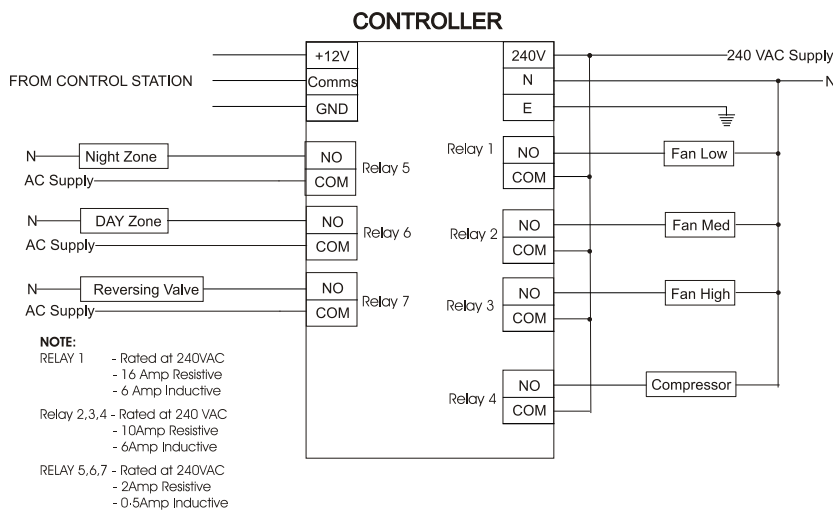 CONTROLLER
+12V
240V
240 VAC Supply
FROM CONTROL STATION
Comms
N
N
GND
E
N
Night Zone
NO
Relay 5
AC Supply
COM
Relay 1
NO
Fan Low
COM
N
DAY Zone
NO
Relay 6
AC Supply
COM
Relay 2
NO
Fan Med
COM
N
Reversing Valve
NO
Relay 7
AC Supply
COM
Relay 3
NO
Fan High
COM
Relay 4
NO
Compressor
COM
NOTE:
RELAY 1 - Rated at 240VAC
- 16 Amp Resistive
- 6 Amp Inductive
Relay 2,3,4 - Rated at 240 VAC
- 10Amp Resistive
- 6Amp Inductive
RELAY 5,6,7 - Rated at 240VAC
- 2Amp Resistive
- 0·5Amp Inductive